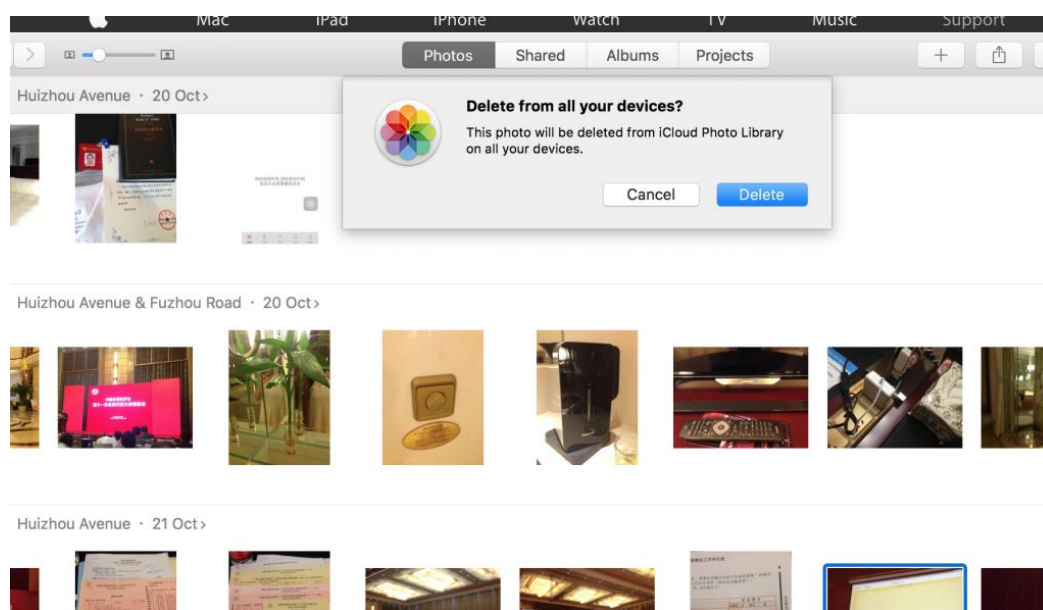 Mac iPad iPhone Watch TV Music Support
Photos Shared Albums Projects
Huizhou Avenue · 20 Oct>
Delete from all your devices?
This photo will be deleted from iCloud Photo Library
on all your devices.
Cancel Delete
Huizhou Avenue & Fuzhou Road · 20 Oct>
Huizhou Avenue · 21 Oct>